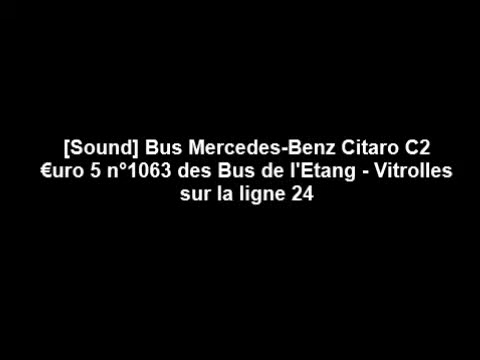 [Sound] Bus Mercedes-Benz Citaro C2
€uro 5 n°1063 des Bus de l'Etang - Vitrolles
sur la ligne 24